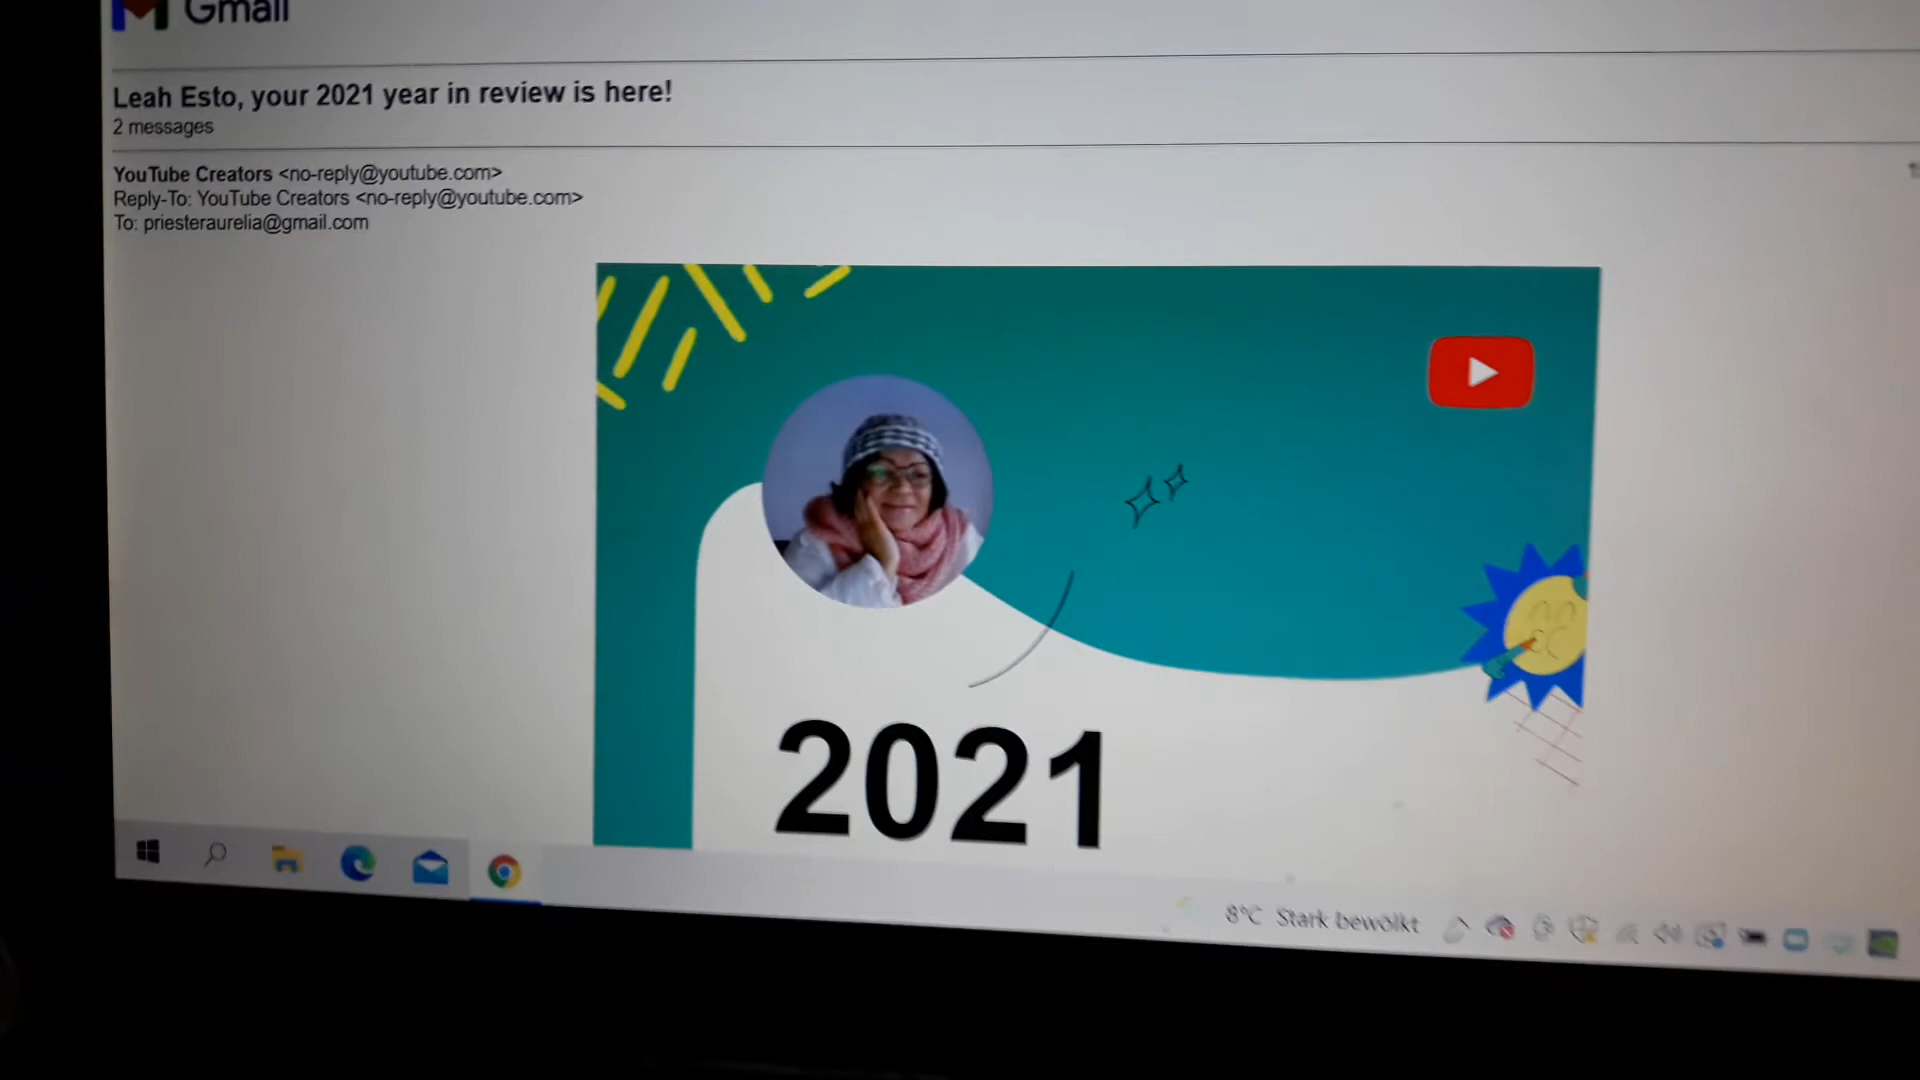 Gmail
Leah Esto, your 2021 year in review is here!
2 messages
YouTube Creators <no-reply@youtube.com>
Reply-To: YouTube Creators <no-reply@youtube.com>
To: priesteraurelia@gmail.com
2021
8°C Stark bewölkt